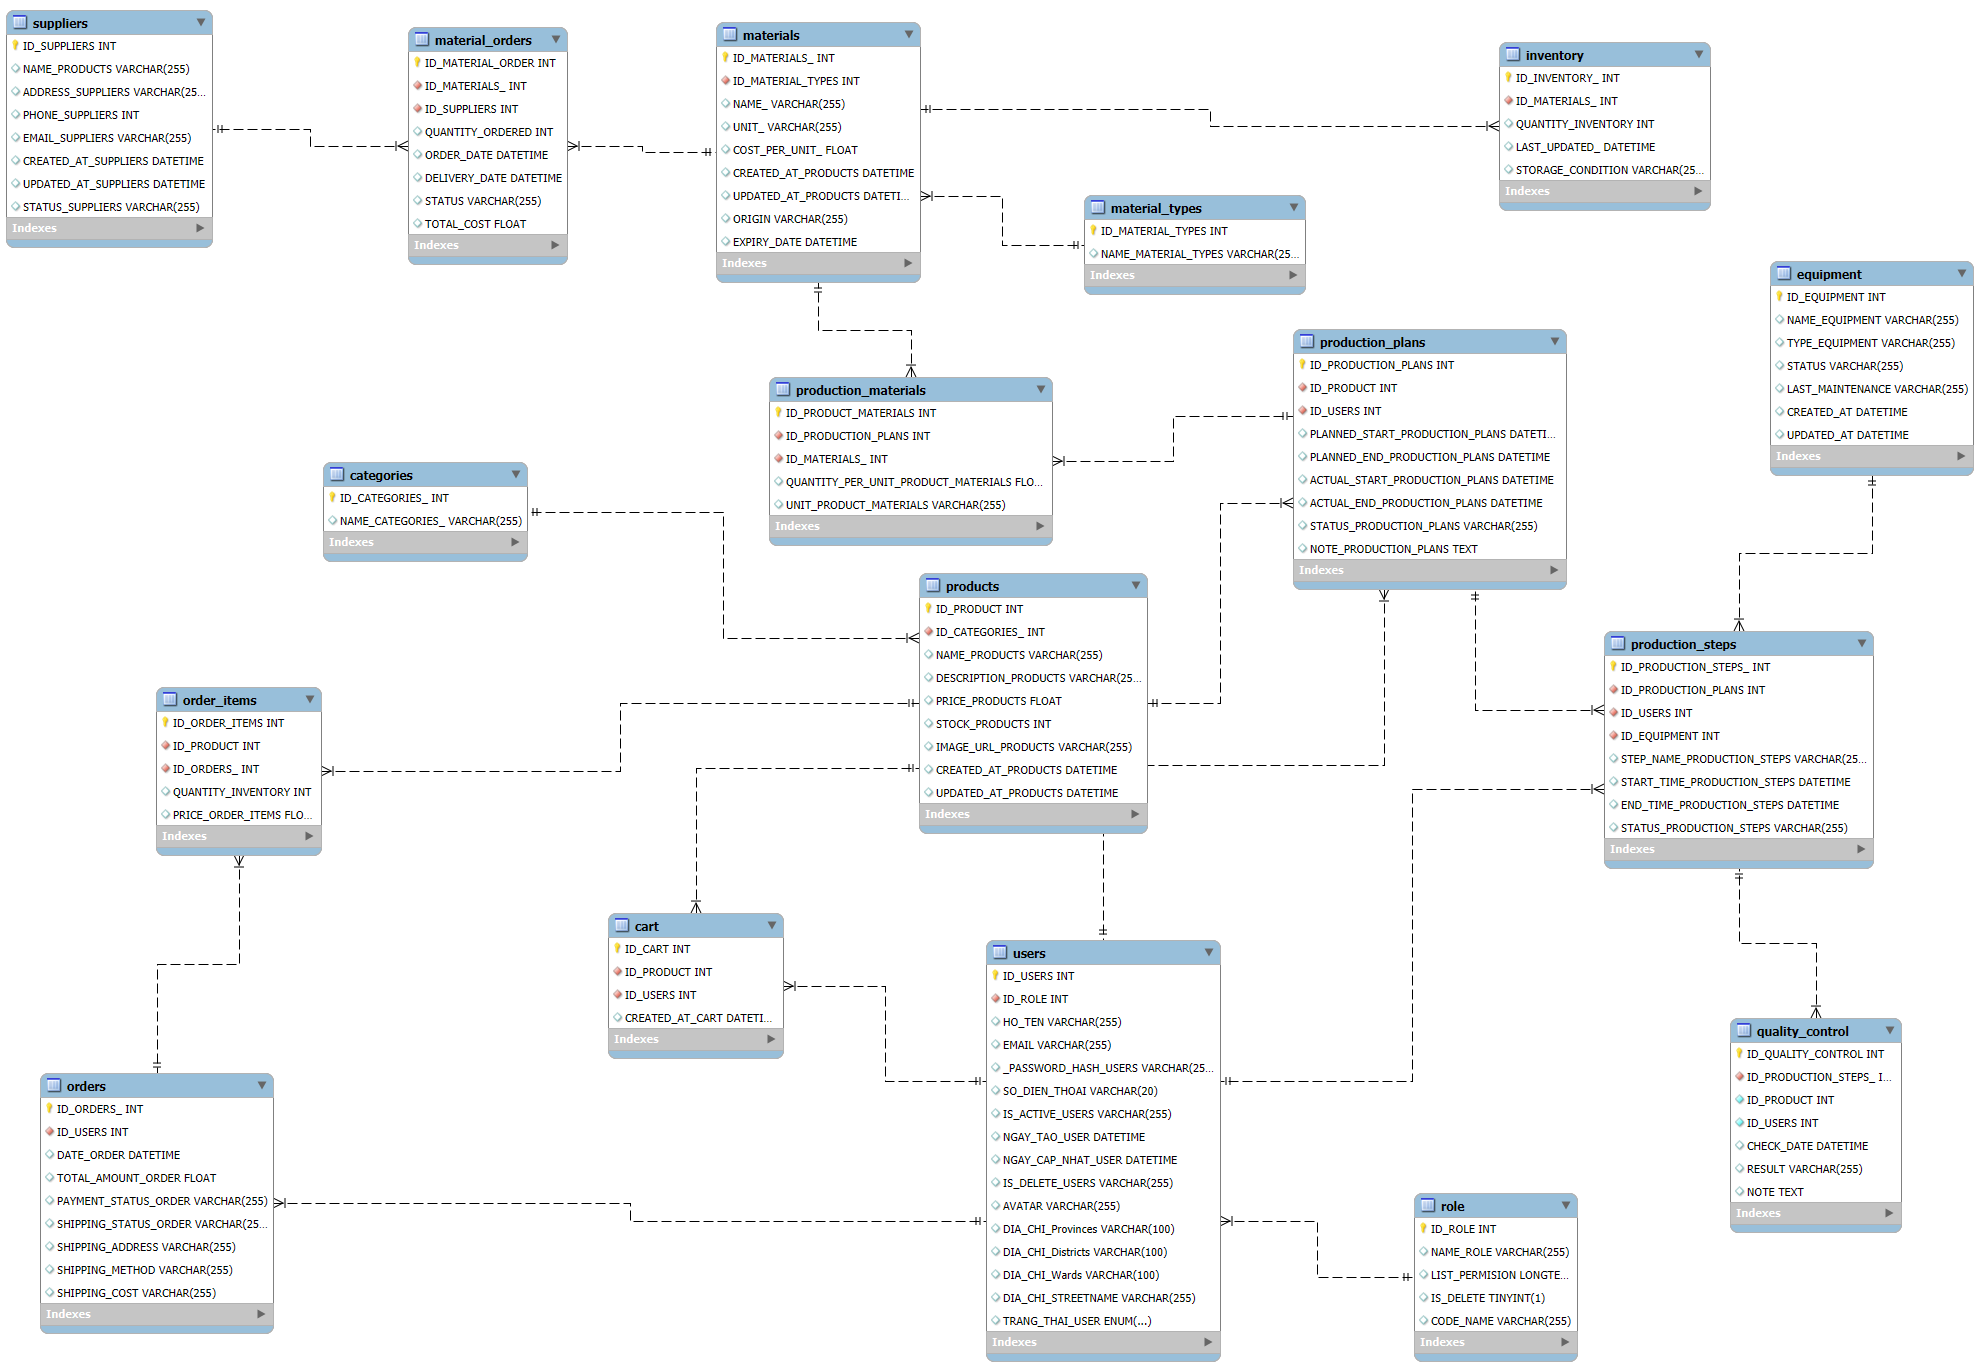 suppliers
ID_SUPPLIERS INT
NAME_PRODUCTS VARCHAR(255)
ADDRESS_SUPPLIERS VARCHAR(25...
PHONE_SUPPLIERS INT
EMAIL_SUPPLIERS VARCHAR(255)
CREATED_AT_SUPPLIERS DATETIME
UPDATED_AT_SUPPLIERS DATETIME
STATUS_SUPPLIERS VARCHAR(255)
Indexes
material_orders
ID_MATERIAL_ORDER INT
ID_MATERIALS_ INT
ID_SUPPLIERS INT
QUANTITY_ORDERED INT
ORDER_DATE DATETIME
DELIVERY_DATE DATETIME
STATUS VARCHAR(255)
TOTAL_COST FLOAT
Indexes
materials
ID_MATERIALS_ INT
ID_MATERIAL_TYPES INT
NAME_ VARCHAR(255)
UNIT_ VARCHAR(255)
COST_PER_UNIT_ FLOAT
CREATED_AT_PRODUCTS DATETIME
UPDATED_AT_PRODUCTS DATETI...
ORIGIN VARCHAR(255)
EXPIRY_DATE DATETIME
Indexes
inventory
ID_INVENTORY_ INT
ID_MATERIALS_ INT
QUANTITY_INVENTORY INT
LAST_UPDATED_ DATETIME
STORAGE_CONDITION VARCHAR(25...
Indexes
material_types
ID_MATERIAL_TYPES INT
NAME_MATERIAL_TYPES VARCHAR(25...
Indexes
equipment
ID_EQUIPMENT INT
NAME_EQUIPMENT VARCHAR(255)
TYPE_EQUIPMENT VARCHAR(255)
STATUS VARCHAR(255)
LAST_MAINTENANCE VARCHAR(255)
CREATED_AT DATETIME
UPDATED_AT DATETIME
Indexes
production_plans
ID_PRODUCTION_PLANS INT
ID_PRODUCT INT
ID_USERS INT
PLANNED_START_PRODUCTION_PLANS DATETI...
PLANNED_END_PRODUCTION_PLANS DATETIME
ACTUAL_START_PRODUCTION_PLANS DATETIME
ACTUAL_END_PRODUCTION_PLANS DATETIME
STATUS_PRODUCTION_PLANS VARCHAR(255)
NOTE_PRODUCTION_PLANS TEXT
Indexes
production_materials
ID_PRODUCT_MATERIALS INT
ID_PRODUCTION_PLANS INT
ID_MATERIALS_ INT
QUANTITY_PER_UNIT_PRODUCT_MATERIALS FLO...
UNIT_PRODUCT_MATERIALS VARCHAR(255)
Indexes
categories
ID_CATEGORIES_ INT
NAME_CATEGORIES_ VARCHAR(255)
Indexes
products
ID_PRODUCT INT
ID_CATEGORIES_ INT
NAME_PRODUCTS VARCHAR(255)
DESCRIPTION_PRODUCTS VARCHAR(25...
PRICE_PRODUCTS FLOAT
STOCK_PRODUCTS INT
IMAGE_URL_PRODUCTS VARCHAR(255)
CREATED_AT_PRODUCTS DATETIME
UPDATED_AT_PRODUCTS DATETIME
Indexes
production_steps
ID_PRODUCTION_STEPS_ INT
ID_PRODUCTION_PLANS INT
ID_USERS INT
ID_EQUIPMENT INT
STEP_NAME_PRODUCTION_STEPS VARCHAR(25...
START_TIME_PRODUCTION_STEPS DATETIME
END_TIME_PRODUCTION_STEPS DATETIME
STATUS_PRODUCTION_STEPS VARCHAR(255)
Indexes
order_items
ID_ORDER_ITEMS INT
ID_PRODUCT INT
ID_ORDERS_ INT
QUANTITY_INVENTORY INT
PRICE_ORDER_ITEMS FLO...
Indexes
cart
ID_CART INT
ID_PRODUCT INT
ID_USERS INT
CREATED_AT_CART DATETI...
Indexes
users
ID_USERS INT
ID_ROLE INT
HO_TEN VARCHAR(255)
EMAIL VARCHAR(255)
_PASSWORD_HASH_USERS VARCHAR(25...
SO_DIEN_THOAI VARCHAR(20)
IS_ACTIVE_USERS VARCHAR(255)
NGAY_TAO_USER DATETIME
NGAY_CAP_NHAT_USER DATETIME
IS_DELETE_USERS VARCHAR(255)
AVATAR VARCHAR(255)
DIA_CHI_Provinces VARCHAR(100)
DIA_CHI_Districts VARCHAR(100)
DIA_CHI_Wards VARCHAR(100)
DIA_CHI_STREETNAME VARCHAR(255)
TRANG_THAI_USER ENUM(...)
Indexes
quality_control
ID_QUALITY_CONTROL INT
ID_PRODUCTION_STEPS_ I...
ID_PRODUCT INT
ID_USERS INT
CHECK_DATE DATETIME
RESULT VARCHAR(255)
NOTE TEXT
Indexes
orders
ID_ORDERS_ INT
ID_USERS INT
DATE_ORDER DATETIME
TOTAL_AMOUNT_ORDER FLOAT
PAYMENT_STATUS_ORDER VARCHAR(255)
SHIPPING_STATUS_ORDER VARCHAR(25...
SHIPPING_ADDRESS VARCHAR(255)
SHIPPING_METHOD VARCHAR(255)
SHIPPING_COST VARCHAR(255)
Indexes
role
ID_ROLE INT
NAME_ROLE VARCHAR(255)
LIST_PERMISION LONGTE...
IS_DELETE TINYINT(1)
CODE_NAME VARCHAR(255)
Indexes